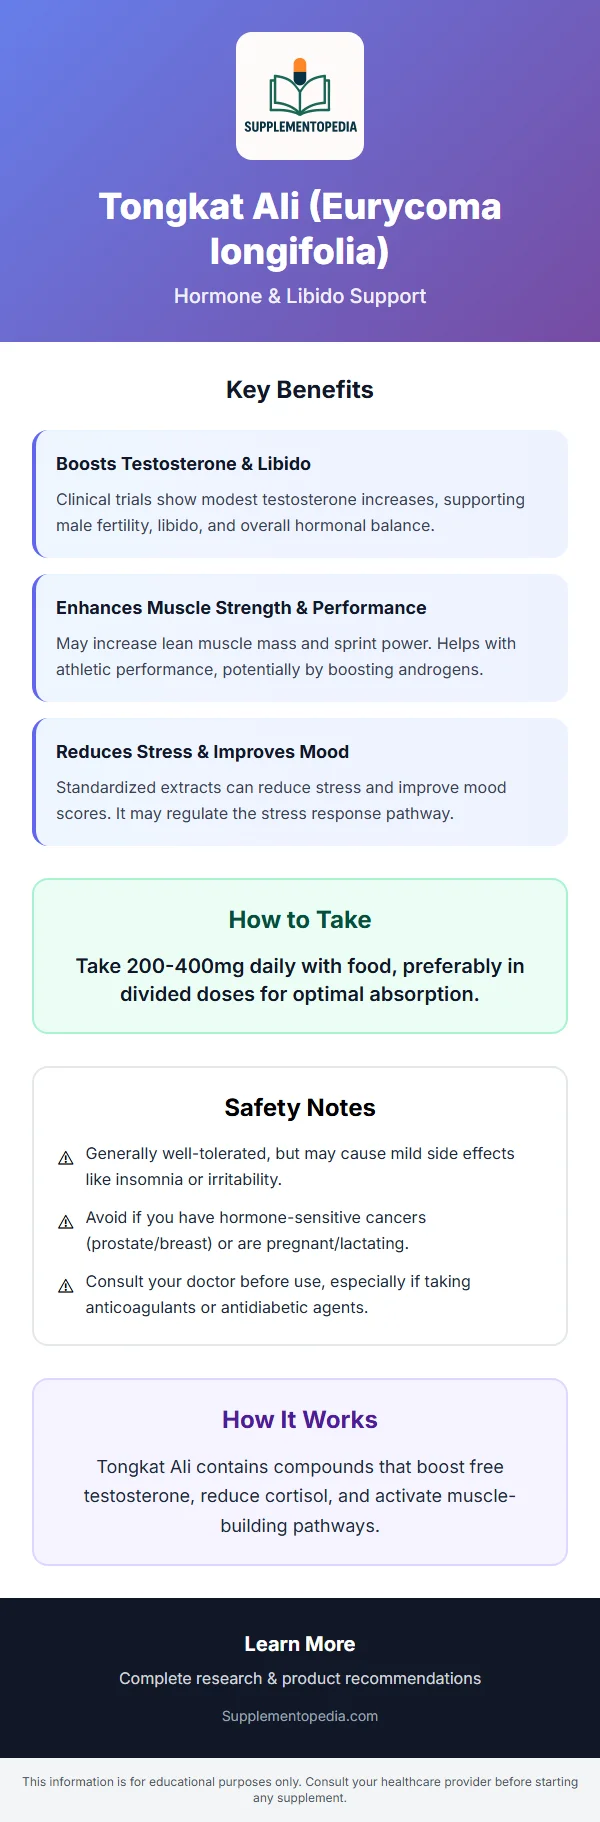 SUPPLEMENTOPEDIA
Tongkat Ali (Eurycoma
longifolia)
Hormone & Libido Support
Key Benefits
Boosts Testosterone & Libido
Clinical trials show modest testosterone increases, supporting
male fertility, libido, and overall hormonal balance.
Enhances Muscle Strength & Performance
May increase lean muscle mass and sprint power. Helps with
athletic performance, potentially by boosting androgens.
Reduces Stress & Improves Mood
Standardized extracts can reduce stress and improve mood
scores. It may regulate the stress response pathway.
How to Take
Take 200-400mg daily with food, preferably in
divided doses for optimal absorption.
Safety Notes
⚠ Generally well-tolerated, but may cause mild side effects
like insomnia or irritability.
⚠ Avoid if you have hormone-sensitive cancers
(prostate/breast) or are pregnant/lactating.
⚠ Consult your doctor before use, especially if taking
anticoagulants or antidiabetic agents.
How It Works
Tongkat Ali contains compounds that boost free
testosterone, reduce cortisol, and activate muscle-
building pathways.
Learn More
Complete research & product recommendations
Supplementopedia.com
This information is for educational purposes only. Consult your healthcare provider before starting
any supplement.